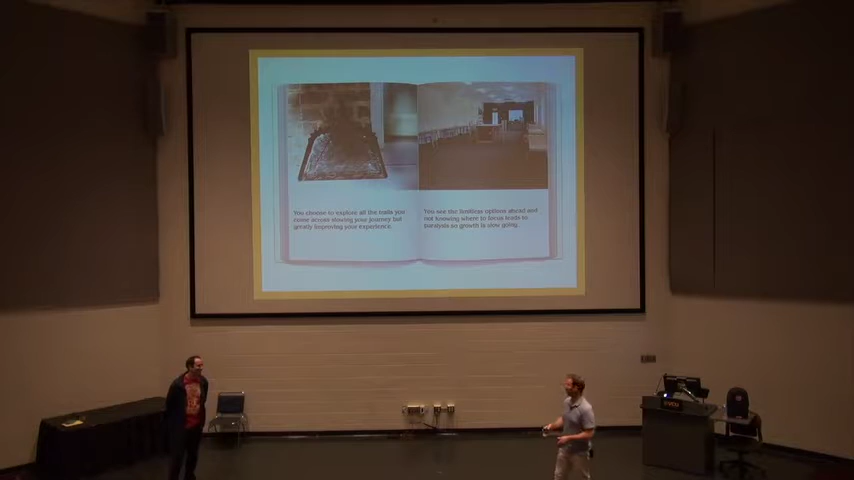 You choose to explore all the trails you
come across slowing your journey but
greatly improving your experience.
You see the limitless options ahead and
not knowing where to focus leads to
paralysis so growth is slow going.